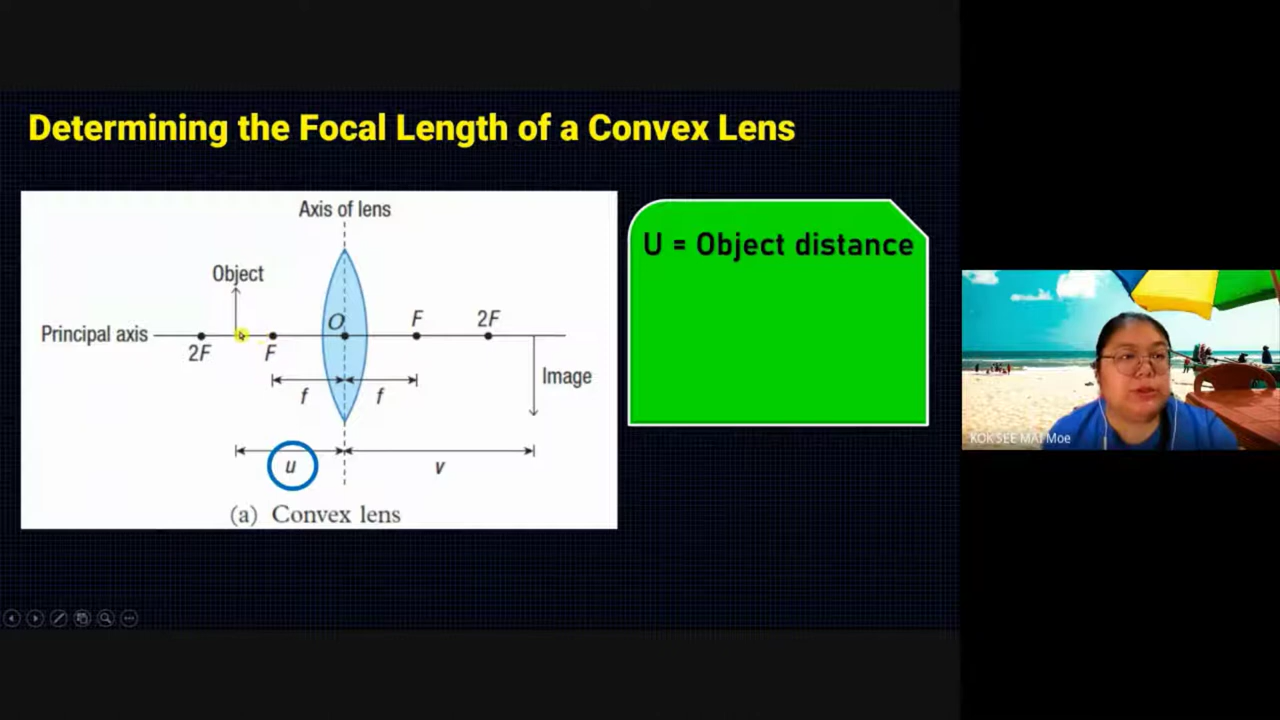 Determining the Focal Length of a Convex Lens
Axis of lens
Object
O
F
2F
Principal axis
2F
F
Image
f
f
u
v
(a) Convex lens
U = Object distance
KOK SEE MAI Moe